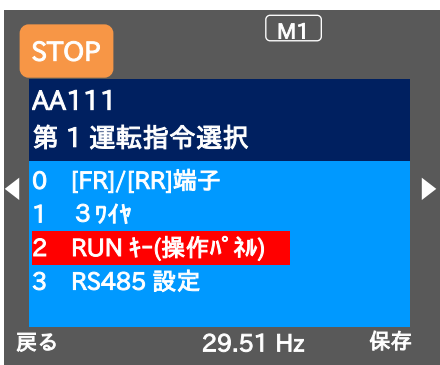 M1
STOP
AA111
第１運転指令選択
0 [FR]/[RR]端子
1 ３ﾜｲﾔ
2 RUN ｷｰ(操作ﾊﾟﾈﾙ)
3 RS485 設定
戻る 29.51 Hz 保存